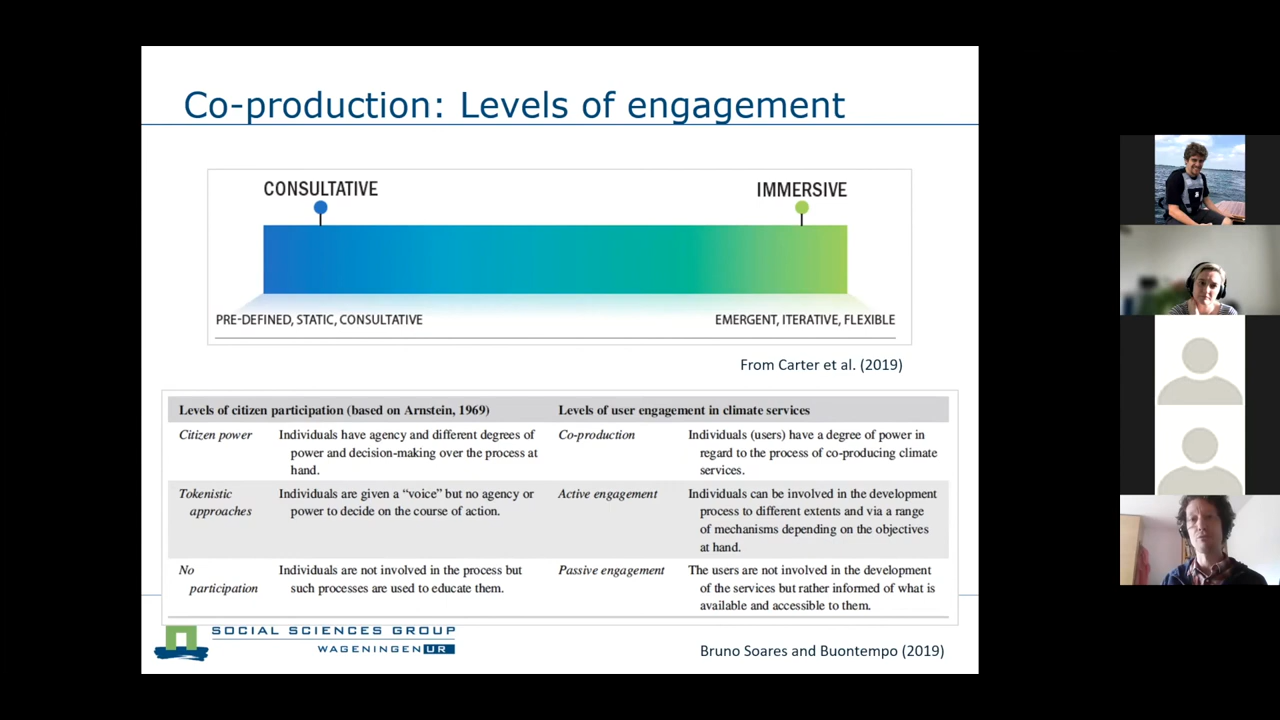 Co-production: Levels of engagement
CONSULTATIVE
IMMERSIVE
PRE-DEFINED, STATIC, CONSULTATIVE
EMERGENT, ITERATIVE, FLEXIBLE
From Carter et al. (2019)
Levels of citizen participation (based on Arnstein, 1969)
Levels of user engagement in climate services
Citizen power
Individuals have agency and different degrees of
power and decision-making over the process at
hand.
Co-production
Individuals (users) have a degree of power in
regard to the process of co-producing climate
services.
Tokenistic
approaches
Individuals are given a “voice” but no agency or
power to decide on the course of action.
Active engagement
Individuals can be involved in the development
process to different extents and via a range
of mechanisms depending on the objectives
at hand.
No
participation
Individuals are not involved in the process but
such processes are used to educate them.
Passive engagement
The users are not involved in the development
of the services but rather informed of what is
available and accessible to them.
SOCIAL SCIENCES GROUP
WAGENINGEN UR
Bruno Soares and Buontempo (2019)